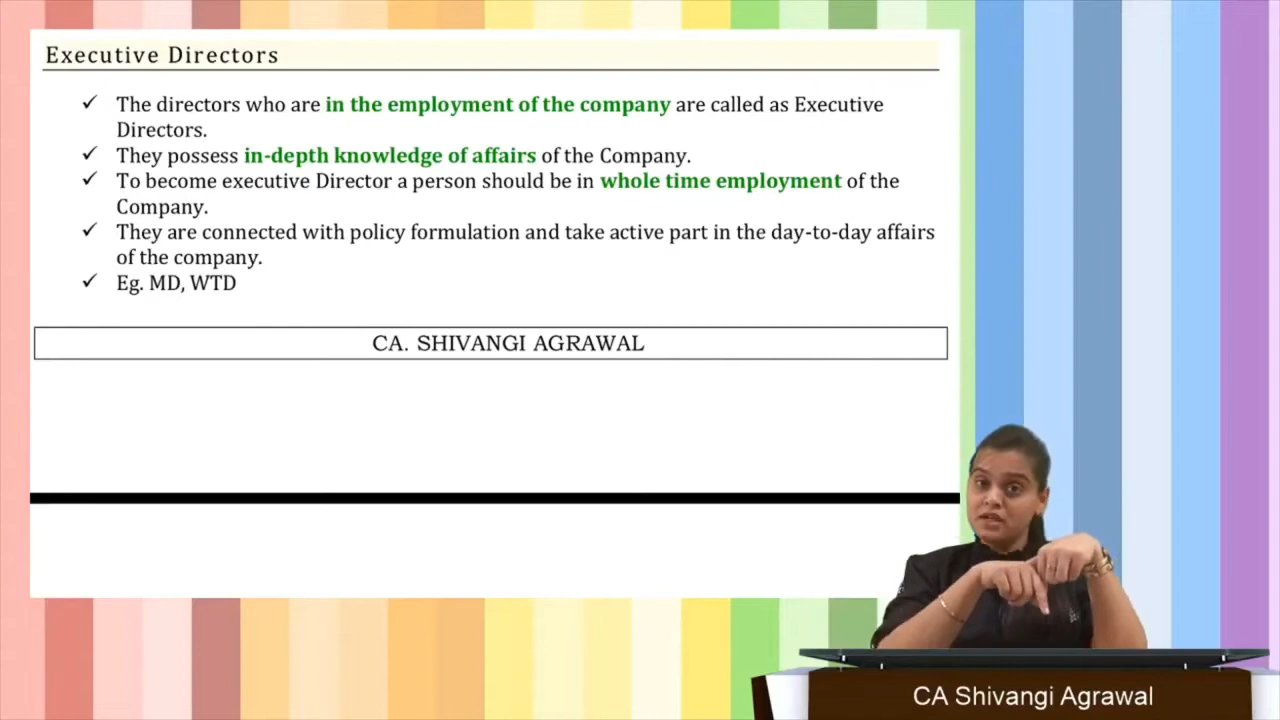 Executive Directors
✓ The directors who are in the employment of the company are called as Executive
Directors.
✓ They possess in-depth knowledge of affairs of the Company.
✓ To become executive Director a person should be in whole time employment of the
Company.
✓ They are connected with policy formulation and take active part in the day-to-day affairs
of the company.
✓ Eg. MD, WTD
CA. SHIVANGI AGRAWAL
CA Shivangi Agrawal